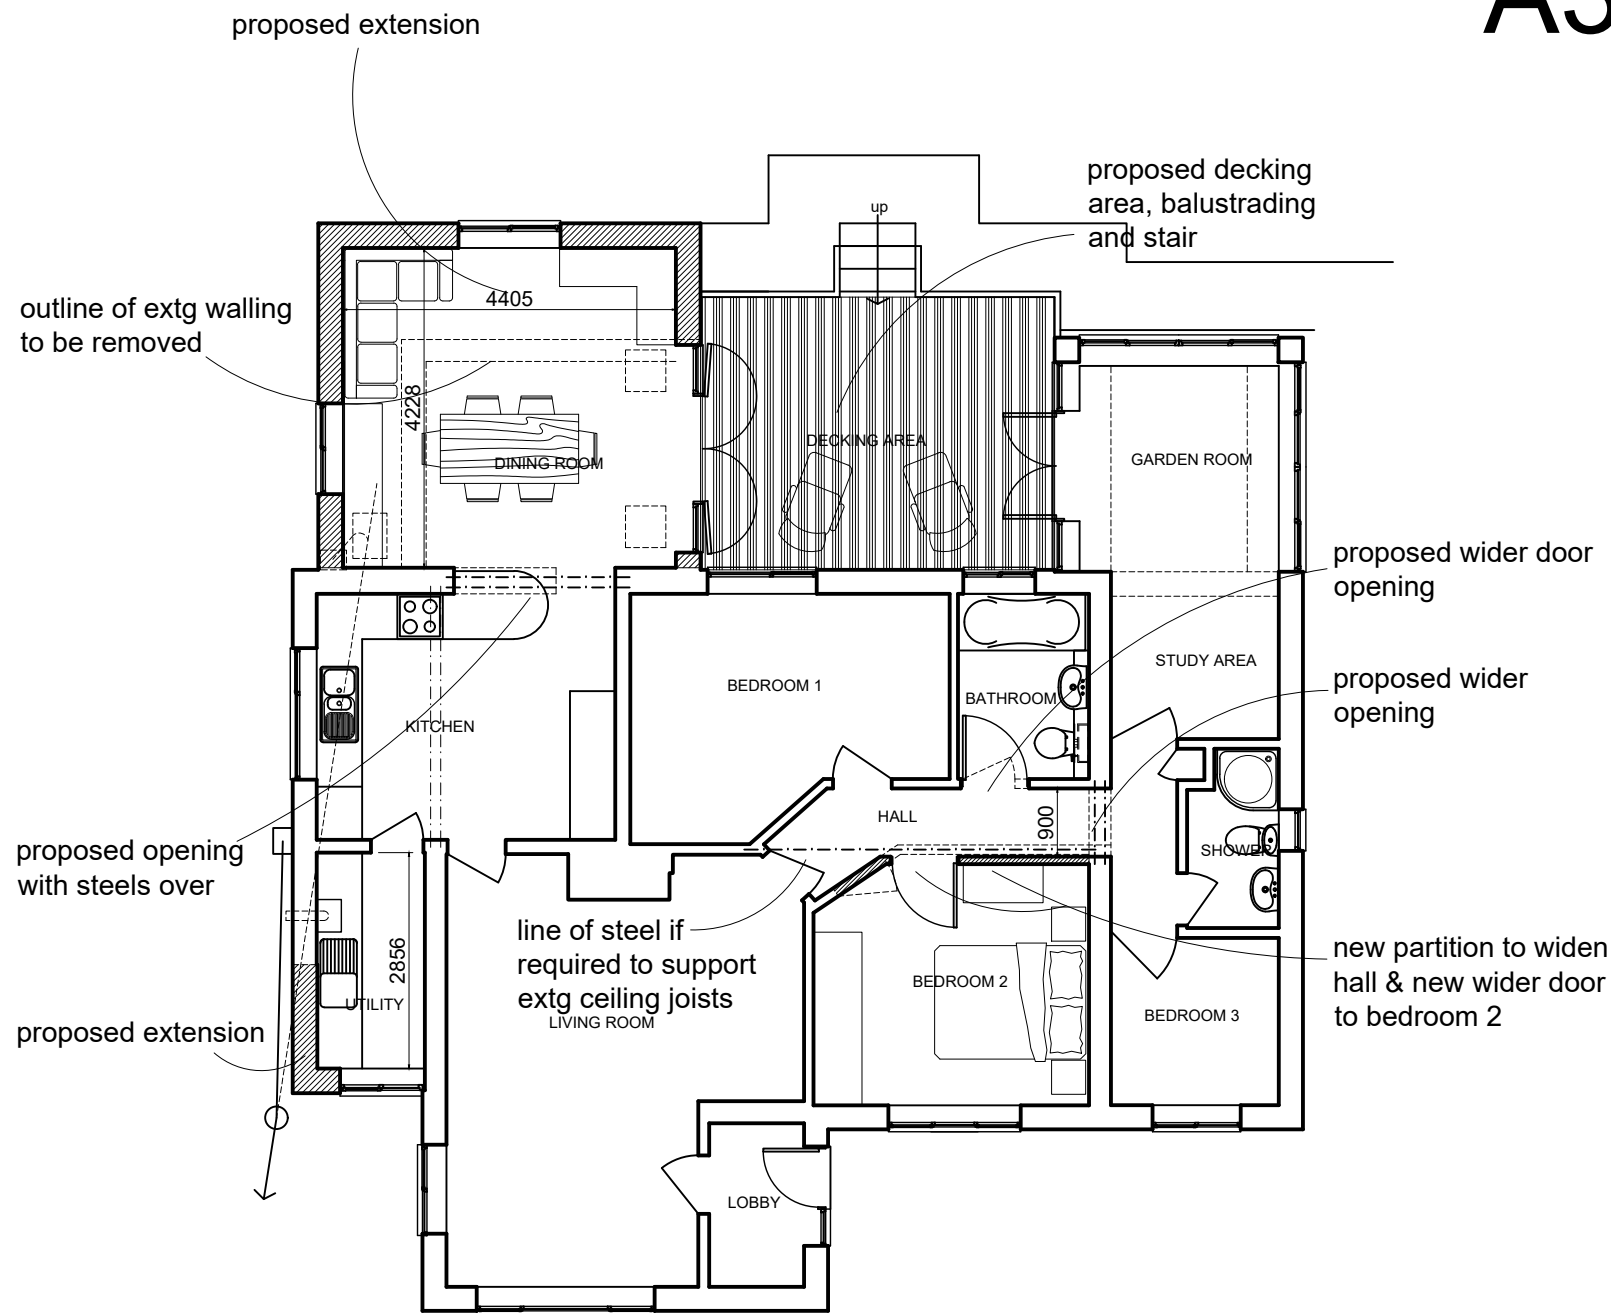 A3
proposed extension
proposed decking
area, balustrading
and stair
up
outline of extg walling
to be removed
4405
4228
DINING ROOM
DECKING AREA
GARDEN ROOM
proposed wider door
opening
STUDY AREA
proposed wider
opening
BEDROOM 1
BATHROOM
KITCHEN
HALL
900
SHOWER
proposed opening
with steels over
line of steel if
required to support
extg ceiling joists
2856
UTILITY
LIVING ROOM
BEDROOM 2
BEDROOM 3
new partition to widen
hall & new wider door
to bedroom 2
proposed extension
LOBBY